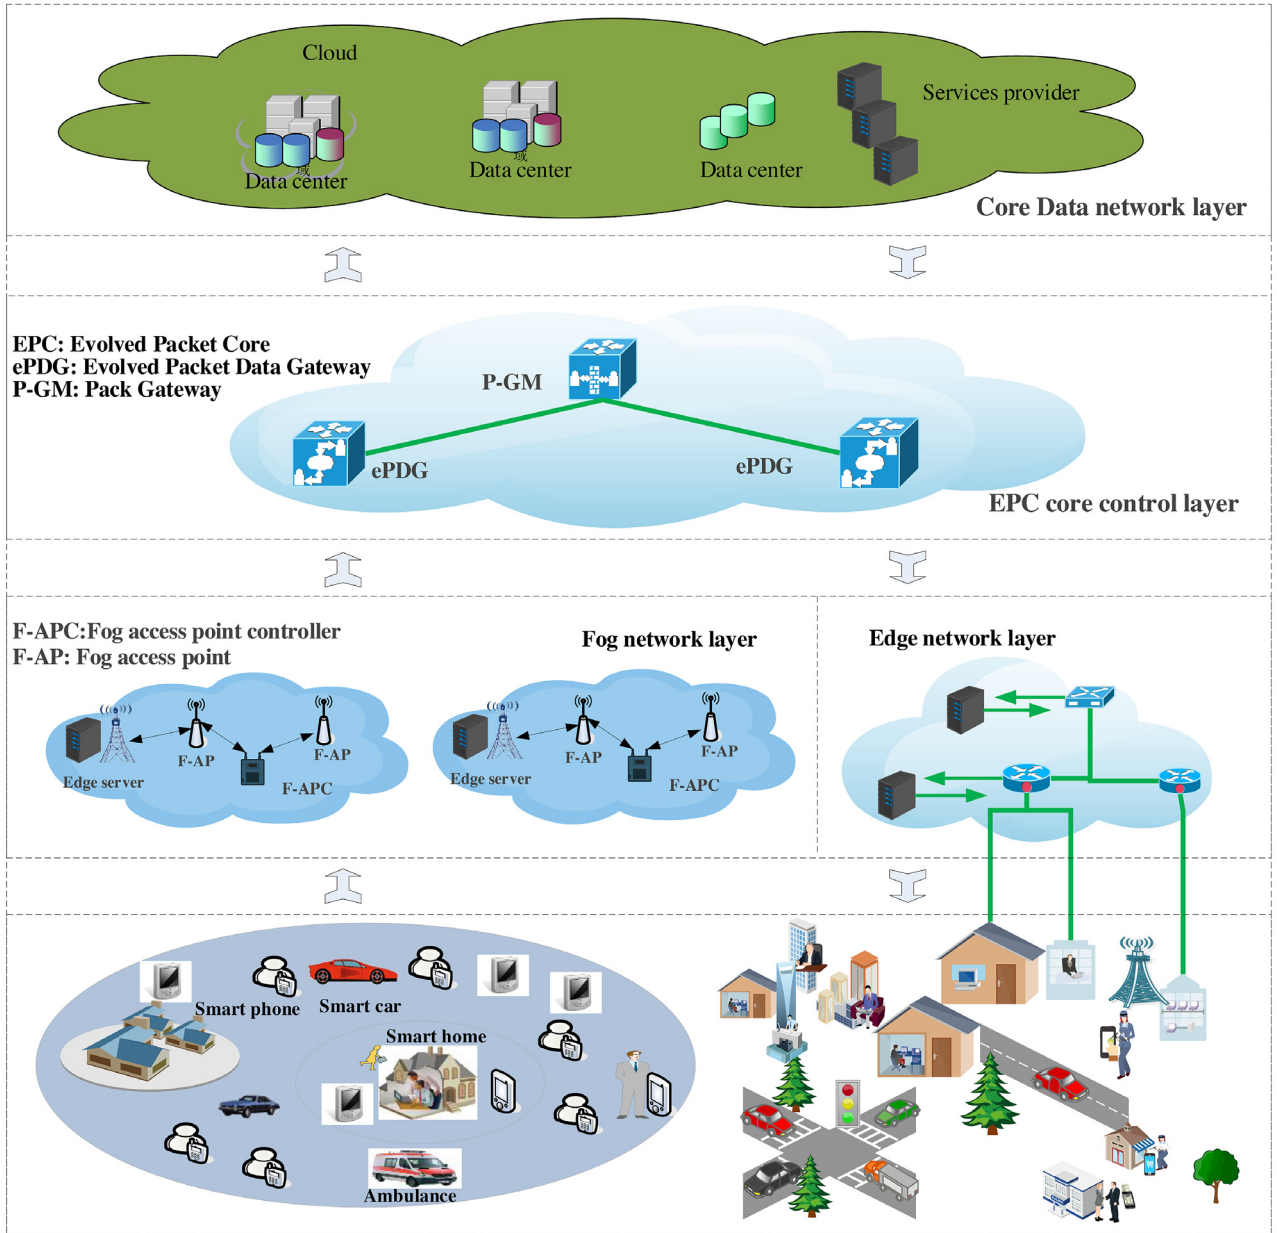 Cloud
Services provider
域
Data center
域
Data center
Data center
Core Data network layer
EPC: Evolved Packet Core
ePDG: Evolved Packet Data Gateway
P-GM: Pack Gateway
P-GM
ePDG
ePDG
EPC core control layer
F-APC:Fog access point controller
F-AP: Fog access point
Fog network layer
Edge network layer
F-AP
F-AP
Edge server
F-APC
F-AP
F-AP
Edge server
F-APC
Smart phone
Smart car
Smart home
Ambulance